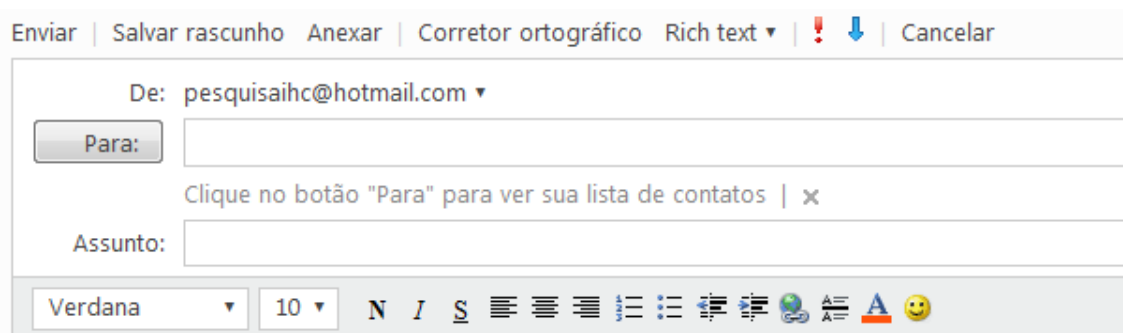 Enviar | Salvar rascunho Anexar | Corretor ortográfico Rich text ▾ | | Cancelar
De: pesquisaihc@hotmail.com ▾
Para:
Clique no botão "Para" para ver sua lista de contatos | x
Assunto:
Verdana ▾ 10 ▾ N I S A